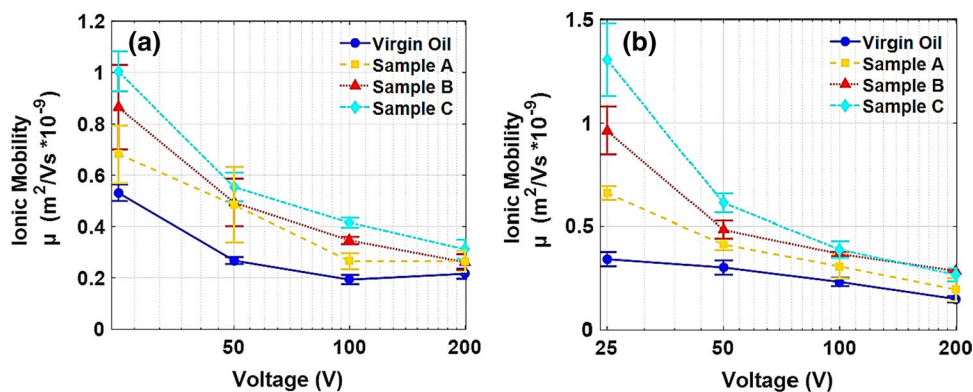 (a)
Virgin Oil
Sample A
Sample B
Sample C
Ionic Mobility
µ (m²/Vs *10⁻⁹)
1.2
1
0.8
0.6
0.4
0.2
0
50
100
200
Voltage (V)
(b)
Virgin Oil
Sample A
Sample B
Sample C
Ionic Mobility
µ (m²/Vs *10⁻⁹)
1.5
1
0.5
0
25
50
100
200
Voltage (V)